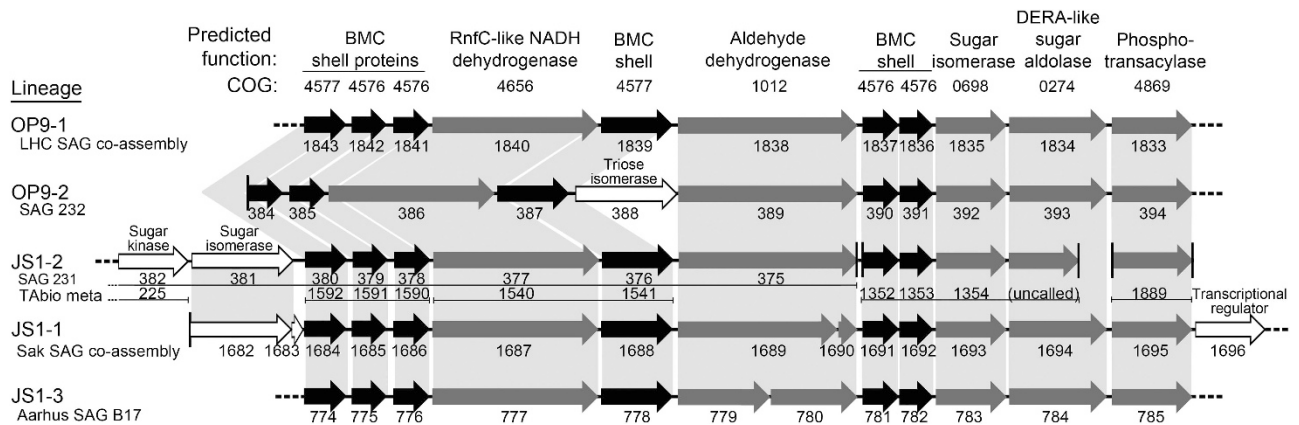 Predicted function: BMC shell proteins RnfC-like NADH dehydrogenase BMC shell Aldehyde dehydrogenase BMC shell Sugar isomerase DERA-like sugar aldolase Phospho-transacylase
COG: 4577 4576 4576 4656 4577 1012 4576 4576 0698 0274 4869
Lineage
OP9-1
LHC SAG co-assembly
1843 1842 1841 1840 1839 1838 1837 1836 1835 1834 1833
Triose isomerase
OP9-2
SAG 232
384 385 386 387 388 389 390 391 392 393 394
Sugar kinase Sugar isomerase
JS1-2
SAG 231 382 381 380 379 378 377 376 375
TAbio meta 225 1592 1591 1590 1540 1541 1352 1353 1354 (uncalled) 1889
Transcriptional regulator
JS1-1
Sak SAG co-assembly
1682 1683 1684 1685 1686 1687 1688 1689 1690 1691 1692 1693 1694 1695 1696
JS1-3
Aarhus SAG B17
774 775 776 777 778 779 780 781 782 783 784 785